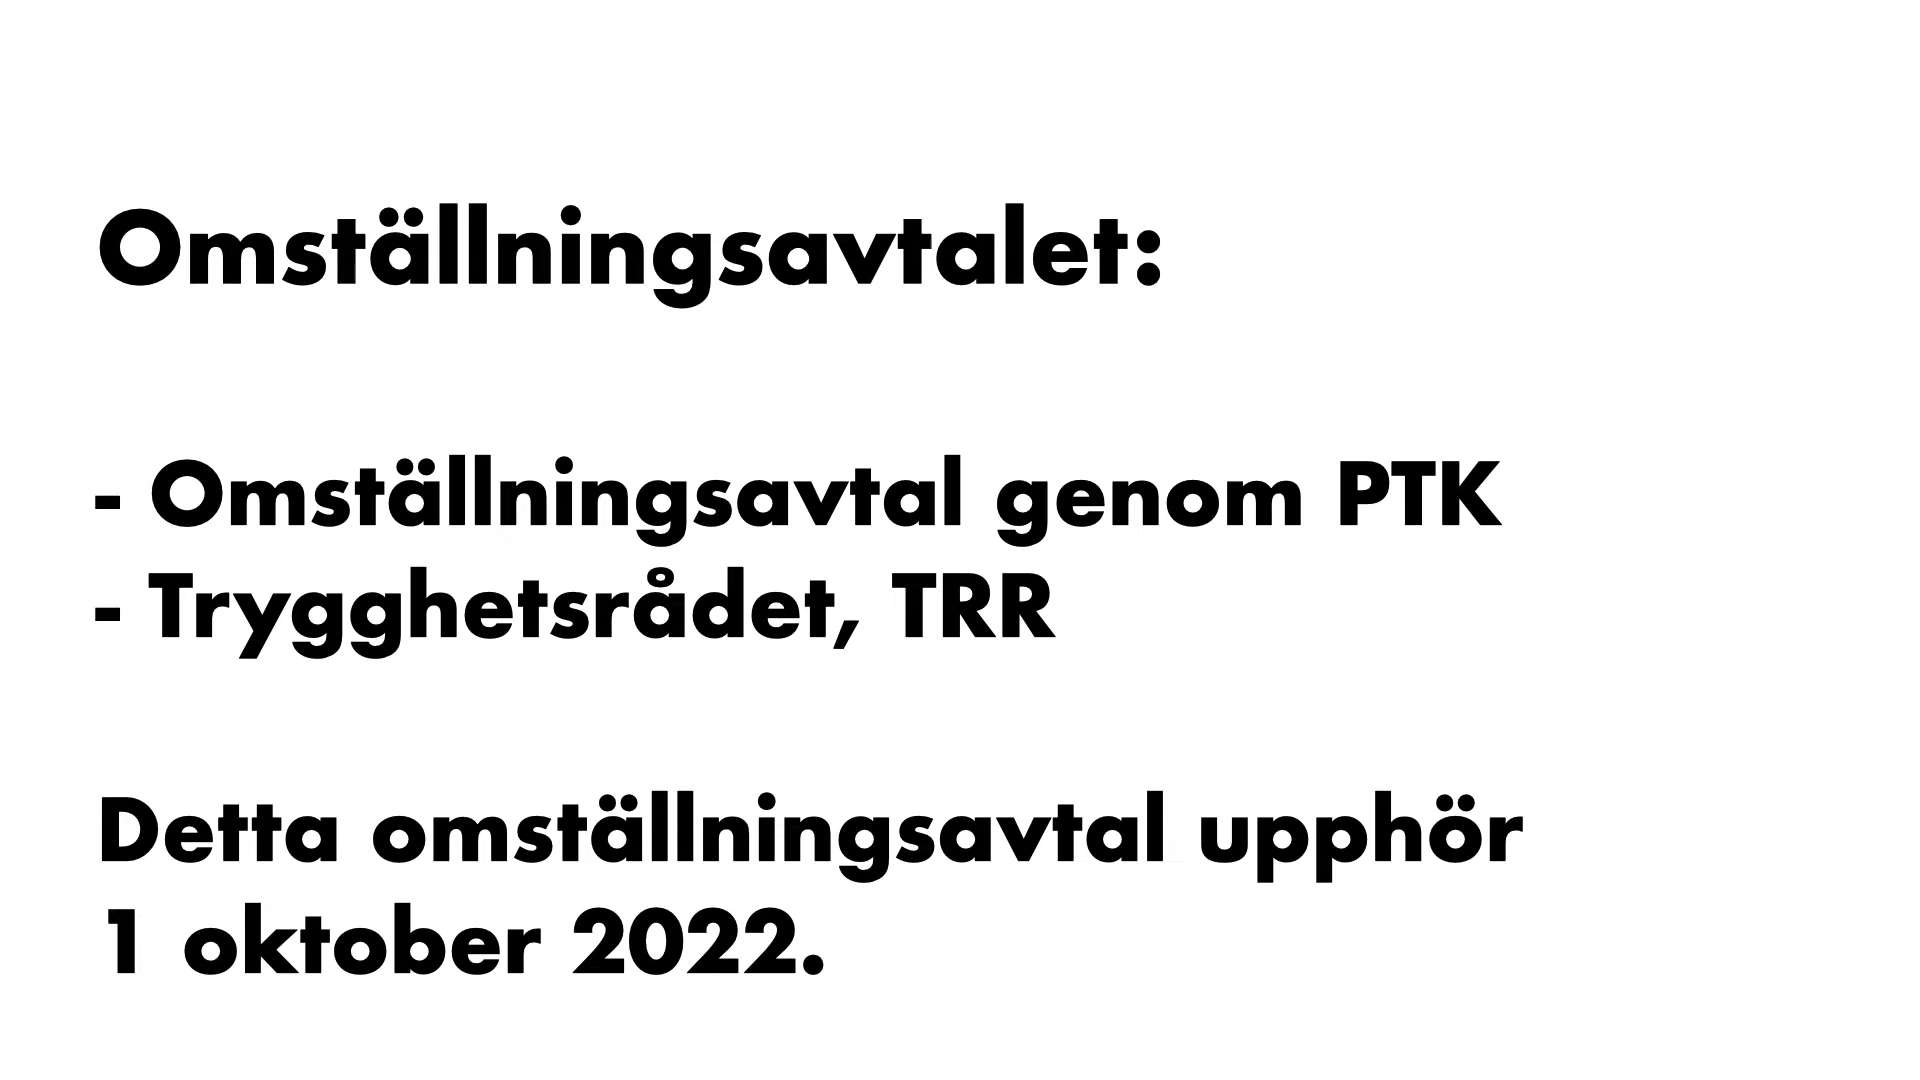 Omställningsavtalet:
- Omställningsavtal genom PTK
- Trygghetsrådet, TRR
Detta omställningsavtal upphör
1 oktober 2022.